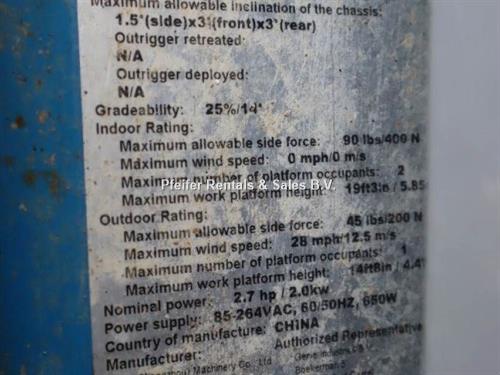 Maximum allowable inclination of the chassis:
1.5°(side)x3°(front)x3°(rear)
Outrigger retreated:
N/A
Outrigger deployed:
N/A
Gradeability: 25%/14°
Indoor Rating:
Maximum allowable side force: 90 lbs/400 N
Maximum wind speed: 0 mph/0 m/s
Maximum number of platform occupants: 2
Maximum work platform height: 19ft3in / 5.85
Pfeifer Rentals & Sales B.V.
Outdoor Rating:
Maximum allowable side force: 45 lbs/200 N
Maximum wind speed: 28 mph/12.5 m/s
Maximum number of platform occupants: 1
Maximum work platform height: 14ft8in / 4.4
Nominal power: 2.7 hp / 2.0kw
Power supply: 85-264VAC, 60/50HZ, 650W
Country of manufacture: CHINA
Manufacturer: Authorized Representative
Machinery Co., Ltd Genie Industries
Boekerman 5